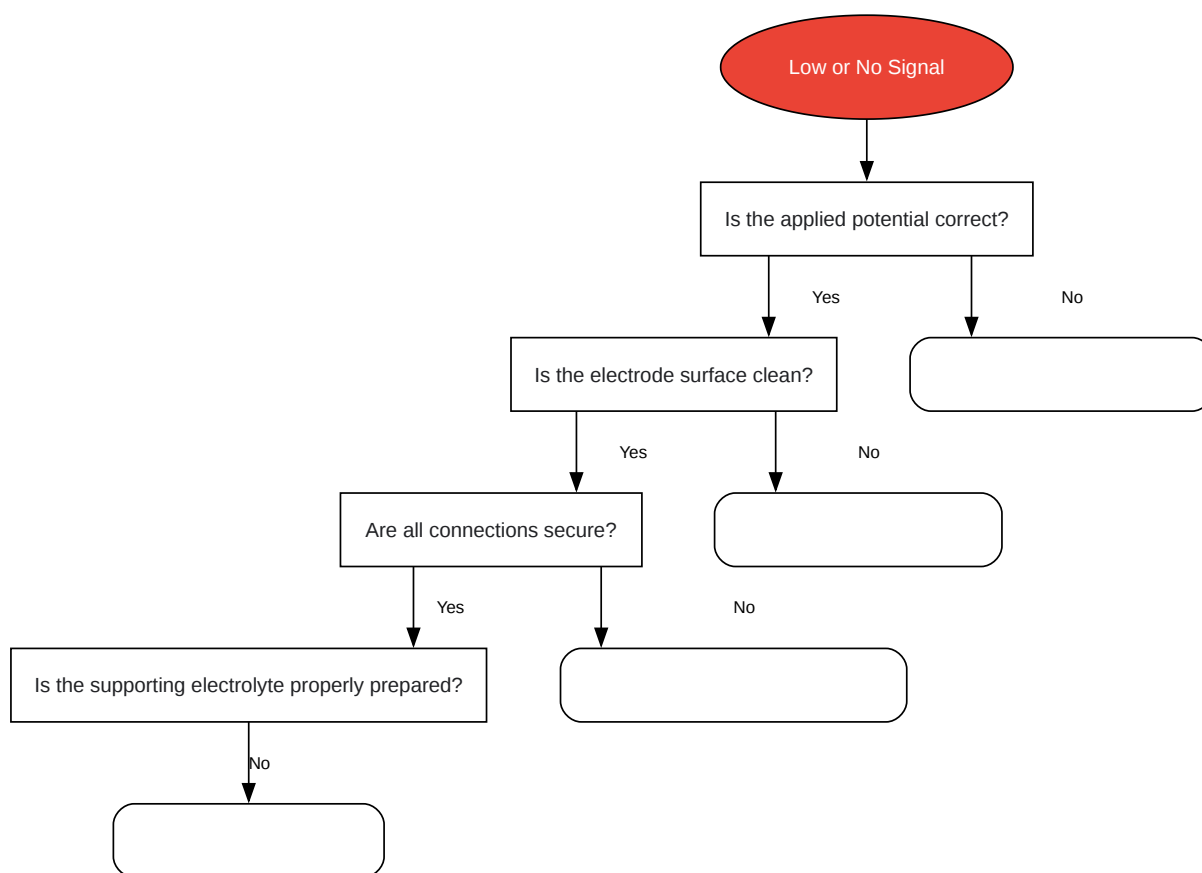 Low or No Signal
Is the applied potential correct?
Yes
No
Is the electrode surface clean?
Yes
No
Are all connections secure?
Yes
No
Is the supporting electrolyte properly prepared?
No